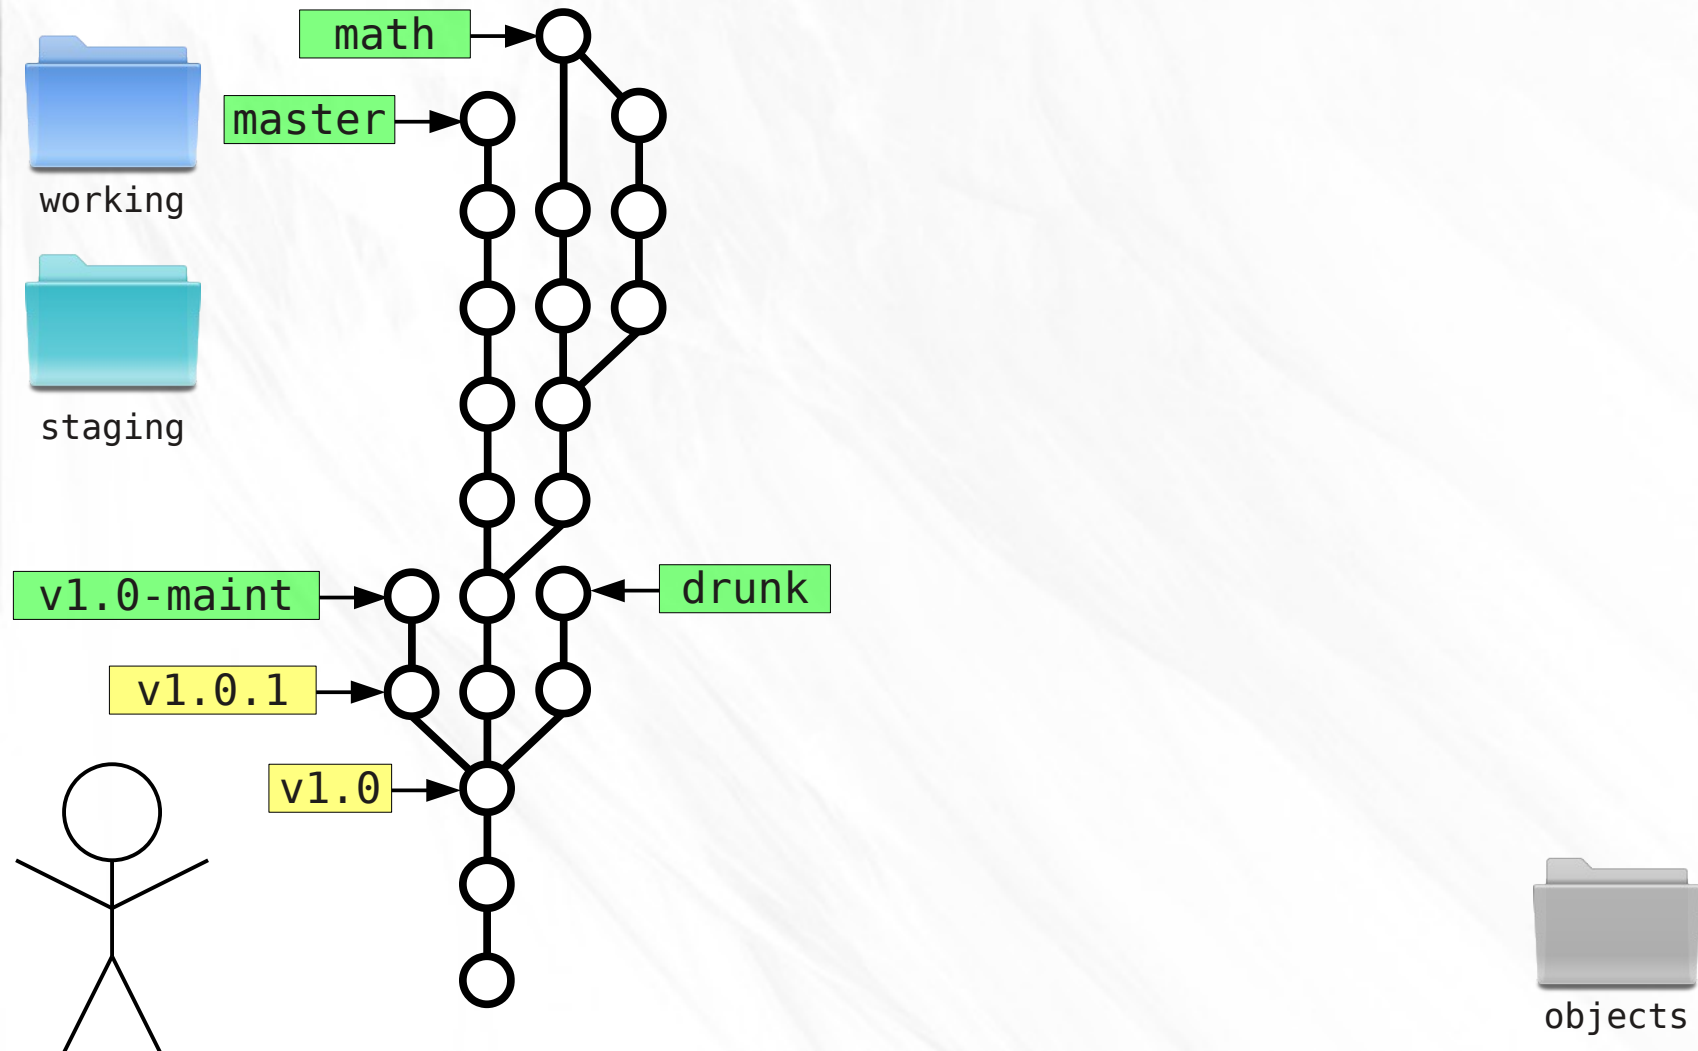 math
master
working
staging
v1.0-maint
drunk
v1.0.1
v1.0
objects